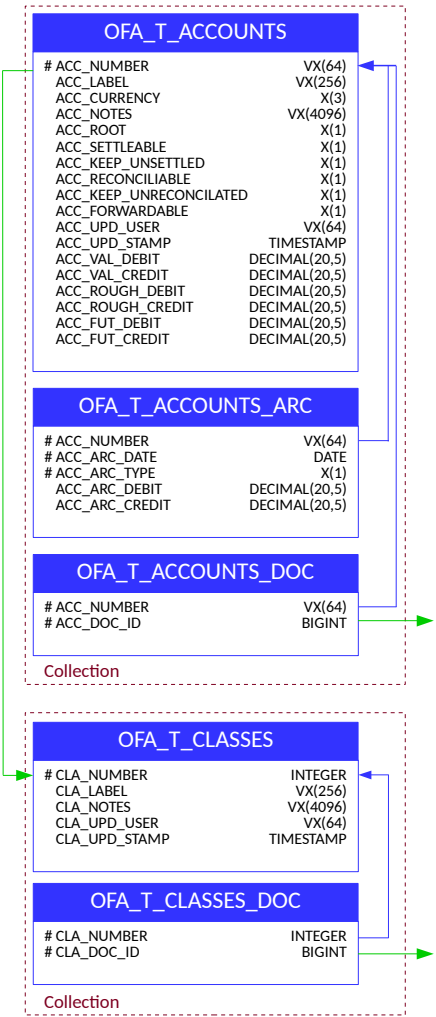 OFA_T_ACCOUNTS
# ACC_NUMBER VX(64)
ACC_LABEL VX(256)
ACC_CURRENCY X(3)
ACC_NOTES VX(4096)
ACC_ROOT X(1)
ACC_SETTLEABLE X(1)
ACC_KEEP_UNSETTLED X(1)
ACC_RECONCILIABLE X(1)
ACC_KEEP_UNRECONCILATED X(1)
ACC_FORWARDABLE X(1)
ACC_UPD_USER VX(64)
ACC_UPD_STAMP TIMESTAMP
ACC_VAL_DEBIT DECIMAL(20,5)
ACC_VAL_CREDIT DECIMAL(20,5)
ACC_ROUGH_DEBIT DECIMAL(20,5)
ACC_ROUGH_CREDIT DECIMAL(20,5)
ACC_FUT_DEBIT DECIMAL(20,5)
ACC_FUT_CREDIT DECIMAL(20,5)
OFA_T_ACCOUNTS_ARC
# ACC_NUMBER VX(64)
# ACC_ARC_DATE DATE
# ACC_ARC_TYPE X(1)
ACC_ARC_DEBIT DECIMAL(20,5)
ACC_ARC_CREDIT DECIMAL(20,5)
OFA_T_ACCOUNTS_DOC
# ACC_NUMBER VX(64)
# ACC_DOC_ID BIGINT
Collection
OFA_T_CLASSES
# CLA_NUMBER INTEGER
CLA_LABEL VX(256)
CLA_NOTES VX(4096)
CLA_UPD_USER VX(64)
CLA_UPD_STAMP TIMESTAMP
OFA_T_CLASSES_DOC
# CLA_NUMBER INTEGER
# CLA_DOC_ID BIGINT
Collection